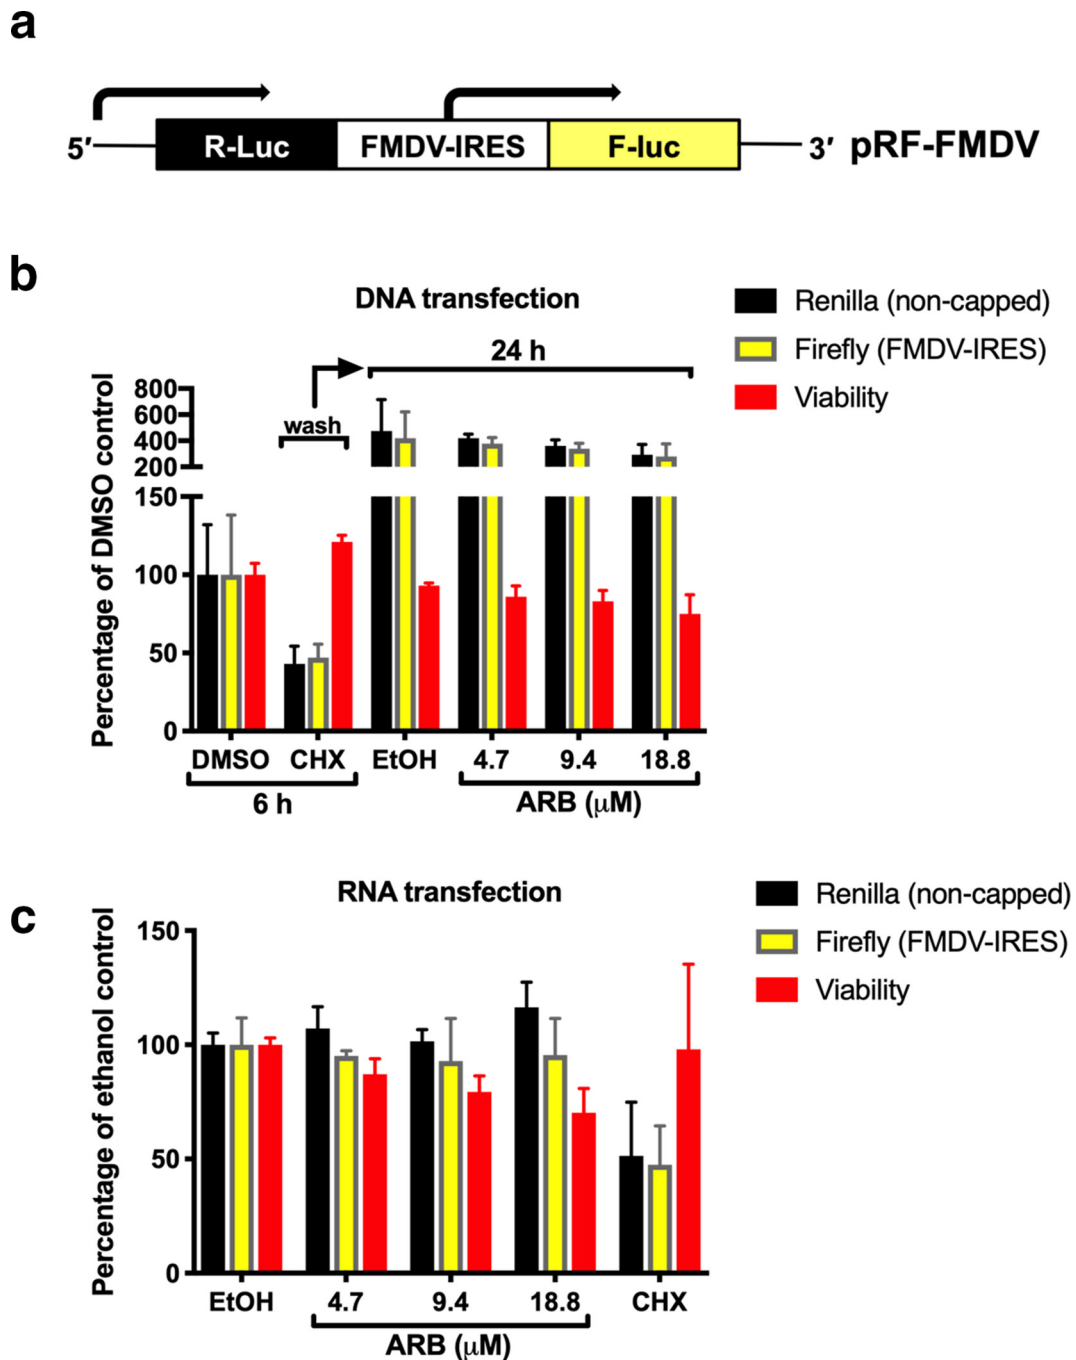 a
5′ R-Luc FMDV-IRES F-luc 3′ pRF-FMDV
b
DNA transfection
Renilla (non-capped)
Firefly (FMDV-IRES)
Viability
24 h
wash
Percentage of DMSO control
800
600
400
200
150
100
50
0
DMSO CHX EtOH 4.7 9.4 18.8
6 h
ARB (μM)
c
RNA transfection
Renilla (non-capped)
Firefly (FMDV-IRES)
Viability
Percentage of ethanol control
150
100
50
0
EtOH 4.7 9.4 18.8 CHX
ARB (μM)